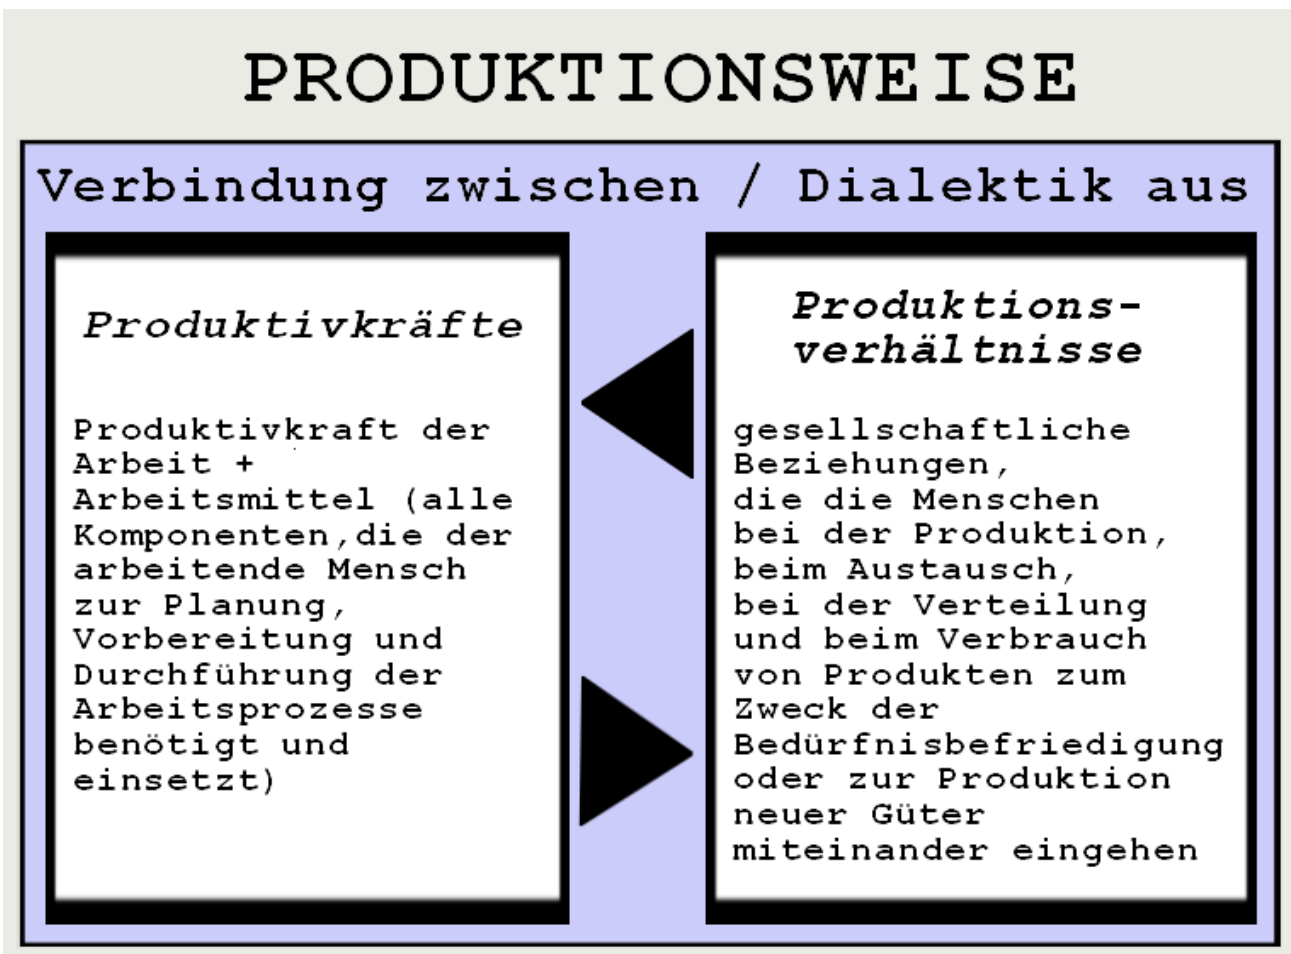 PRODUKTIONSWEISE
Verbindung zwischen / Dialektik aus
Produktivkräfte
Produktivkraft der
Arbeit +
Arbeitsmittel (alle
Komponenten,die der
arbeitende Mensch
zur Planung,
Vorbereitung und
Durchführung der
Arbeitsprozesse
benötigt und
einsetzt)
Produktions-
verhältnisse
gesellschaftliche
Beziehungen,
die die Menschen
bei der Produktion,
beim Austausch,
bei der Verteilung
und beim Verbrauch
von Produkten zum
Zweck der
Bedürfnisbefriedigung
oder zur Produktion
neuer Güter
miteinander eingehen